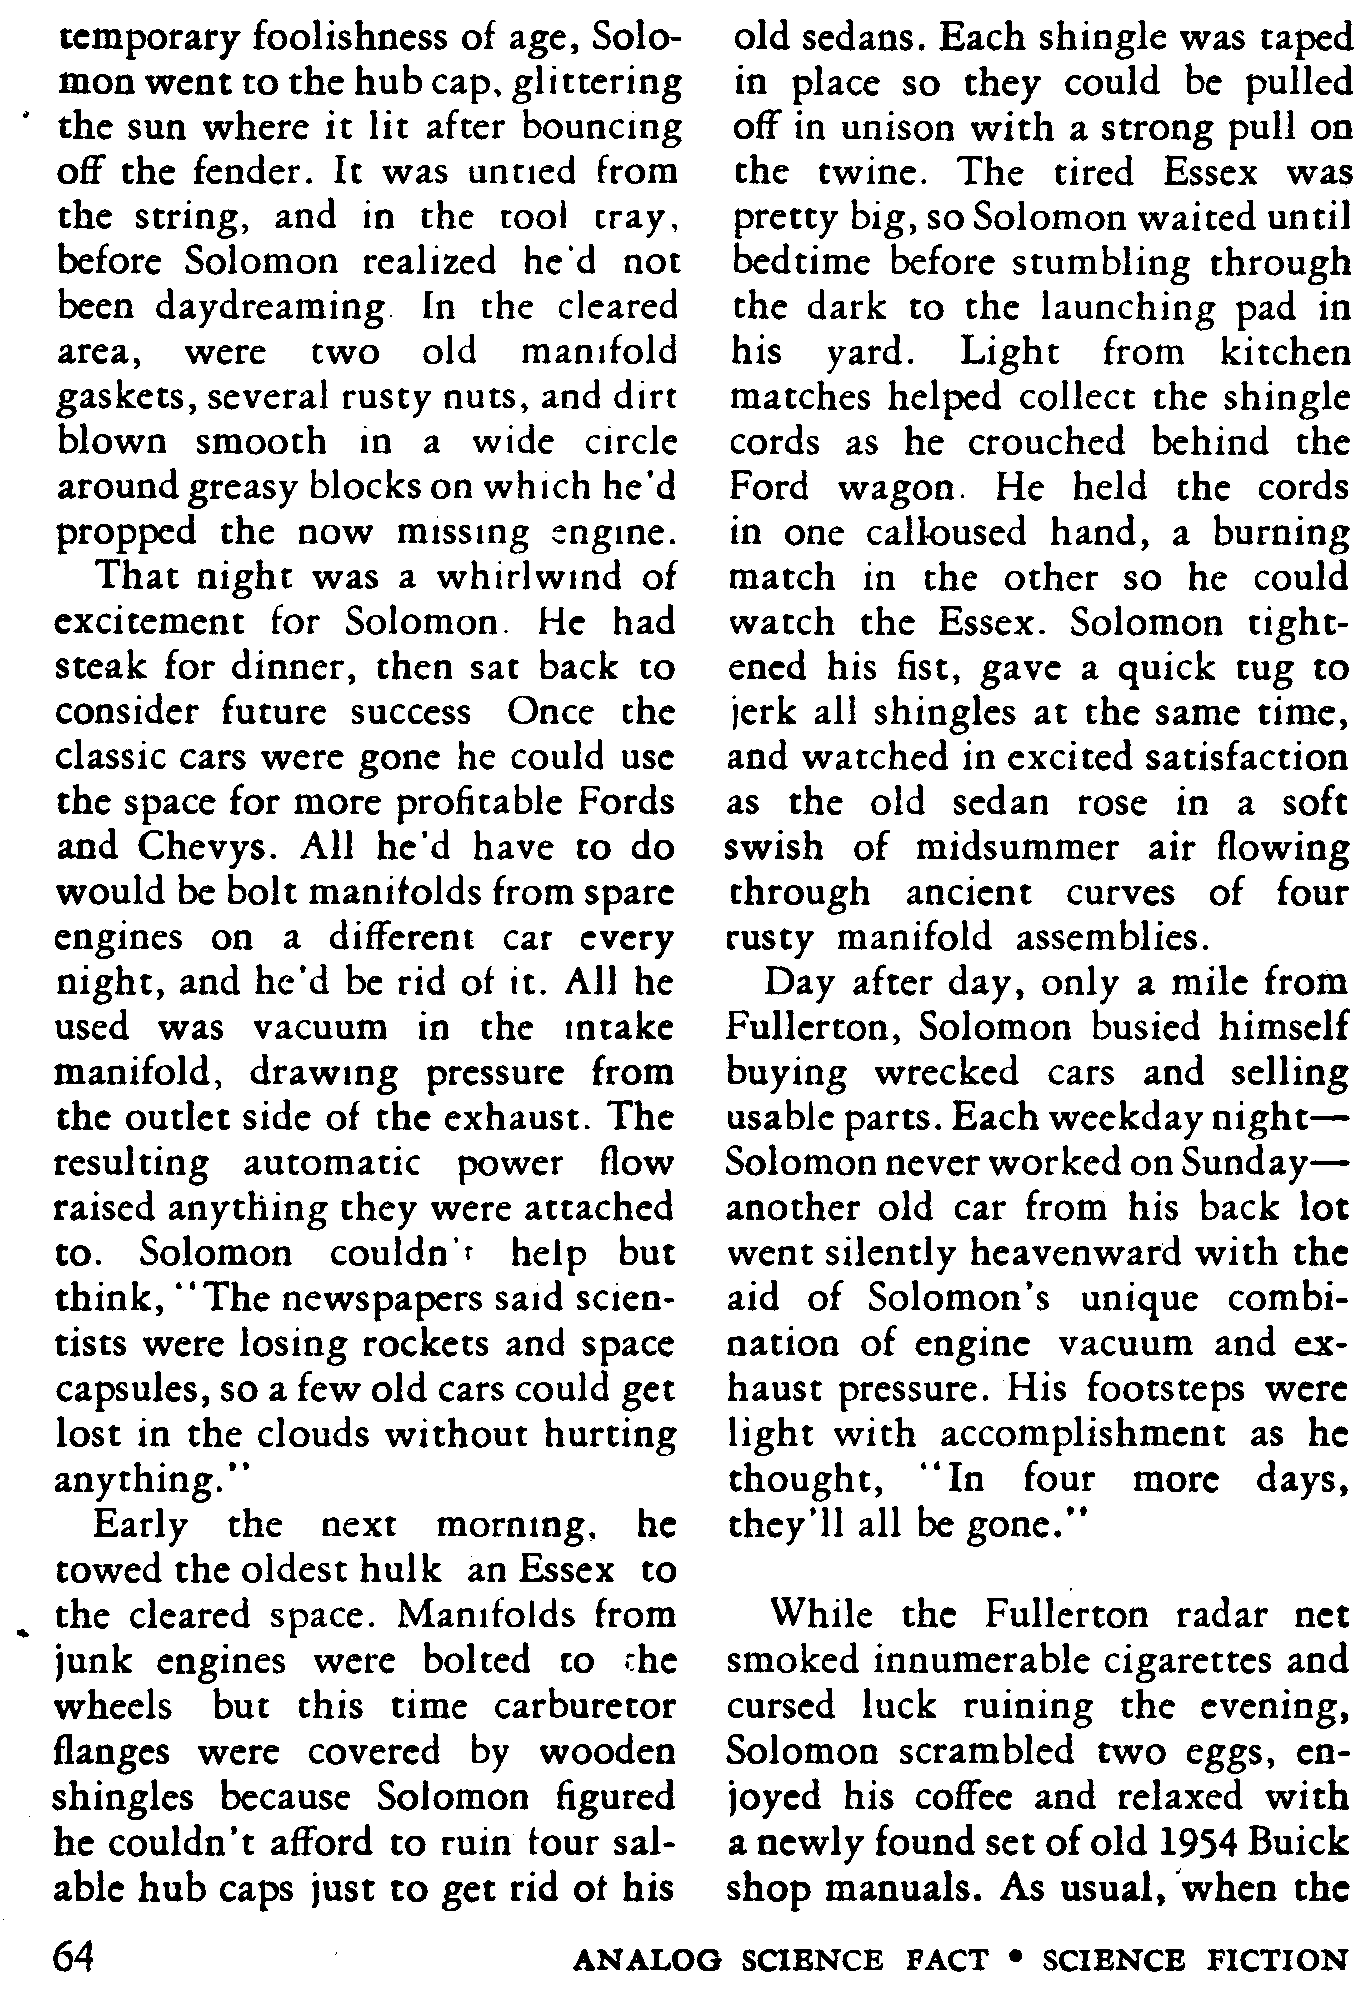 temporary foolishness of age, Solo-
mon went to the hub cap, glittering
the sun where it lit after bouncing
off the fender. It was untied from
the string, and in the tool tray,
before Solomon realized he'd not
been daydreaming. In the cleared
area, were two old manifold
gaskets, several rusty nuts, and dirt
blown smooth in a wide circle
around greasy blocks on which he'd
propped the now missing engine.
That night was a whirlwind of
excitement for Solomon. He had
steak for dinner, then sat back to
consider future success Once the
classic cars were gone he could use
the space for more profitable Fords
and Chevys. All he'd have to do
would be bolt manifolds from spare
engines on a different car every
night, and he'd be rid of it. All he
used was vacuum in the intake
manifold, drawing pressure from
the outlet side of the exhaust. The
resulting automatic power flow
raised anything they were attached
to. Solomon couldn't help but
think, "The newspapers said scien-
tists were losing rockets and space
capsules, so a few old cars could get
lost in the clouds without hurting
anything."
Early the next morning, he
towed the oldest hulk an Essex to
the cleared space. Manifolds from
junk engines were bolted to the
wheels but this time carburetor
flanges were covered by wooden
shingles because Solomon figured
he couldn't afford to ruin four sal-
able hub caps just to get rid of his
old sedans. Each shingle was taped
in place so they could be pulled
off in unison with a strong pull on
the twine. The tired Essex was
pretty big, so Solomon waited until
bedtime before stumbling through
the dark to the launching pad in
his yard. Light from kitchen
matches helped collect the shingle
cords as he crouched behind the
Ford wagon. He held the cords
in one calloused hand, a burning
match in the other so he could
watch the Essex. Solomon tight-
ened his fist, gave a quick tug to
jerk all shingles at the same time,
and watched in excited satisfaction
as the old sedan rose in a soft
swish of midsummer air flowing
through ancient curves of four
rusty manifold assemblies.
Day after day, only a mile from
Fullerton, Solomon busied himself
buying wrecked cars and selling
usable parts. Each weekday night—
Solomon never worked on Sunday—
another old car from his back lot
went silently heavenward with the
aid of Solomon's unique combi-
nation of engine vacuum and ex-
haust pressure. His footsteps were
light with accomplishment as he
thought, "In four more days,
they'll all be gone."
While the Fullerton radar net
smoked innumerable cigarettes and
cursed luck ruining the evening,
Solomon scrambled two eggs, en-
joyed his coffee and relaxed with
a newly found set of old 1954 Buick
shop manuals. As usual, when the
64 ANALOG SCIENCE FACT • SCIENCE FICTION